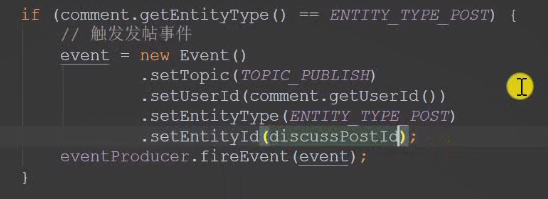 if (comment.getEntityType() == ENTITY_TYPE_POST) {
// 触发发帖事件
event = new Event()
.setTopic(TOPIC_PUBLISH)
.setUserId(comment.getUserId())
.setEntityType(ENTITY_TYPE_POST)
.setEntityId(discussPostId);
eventProducer.fireEvent(event);
}